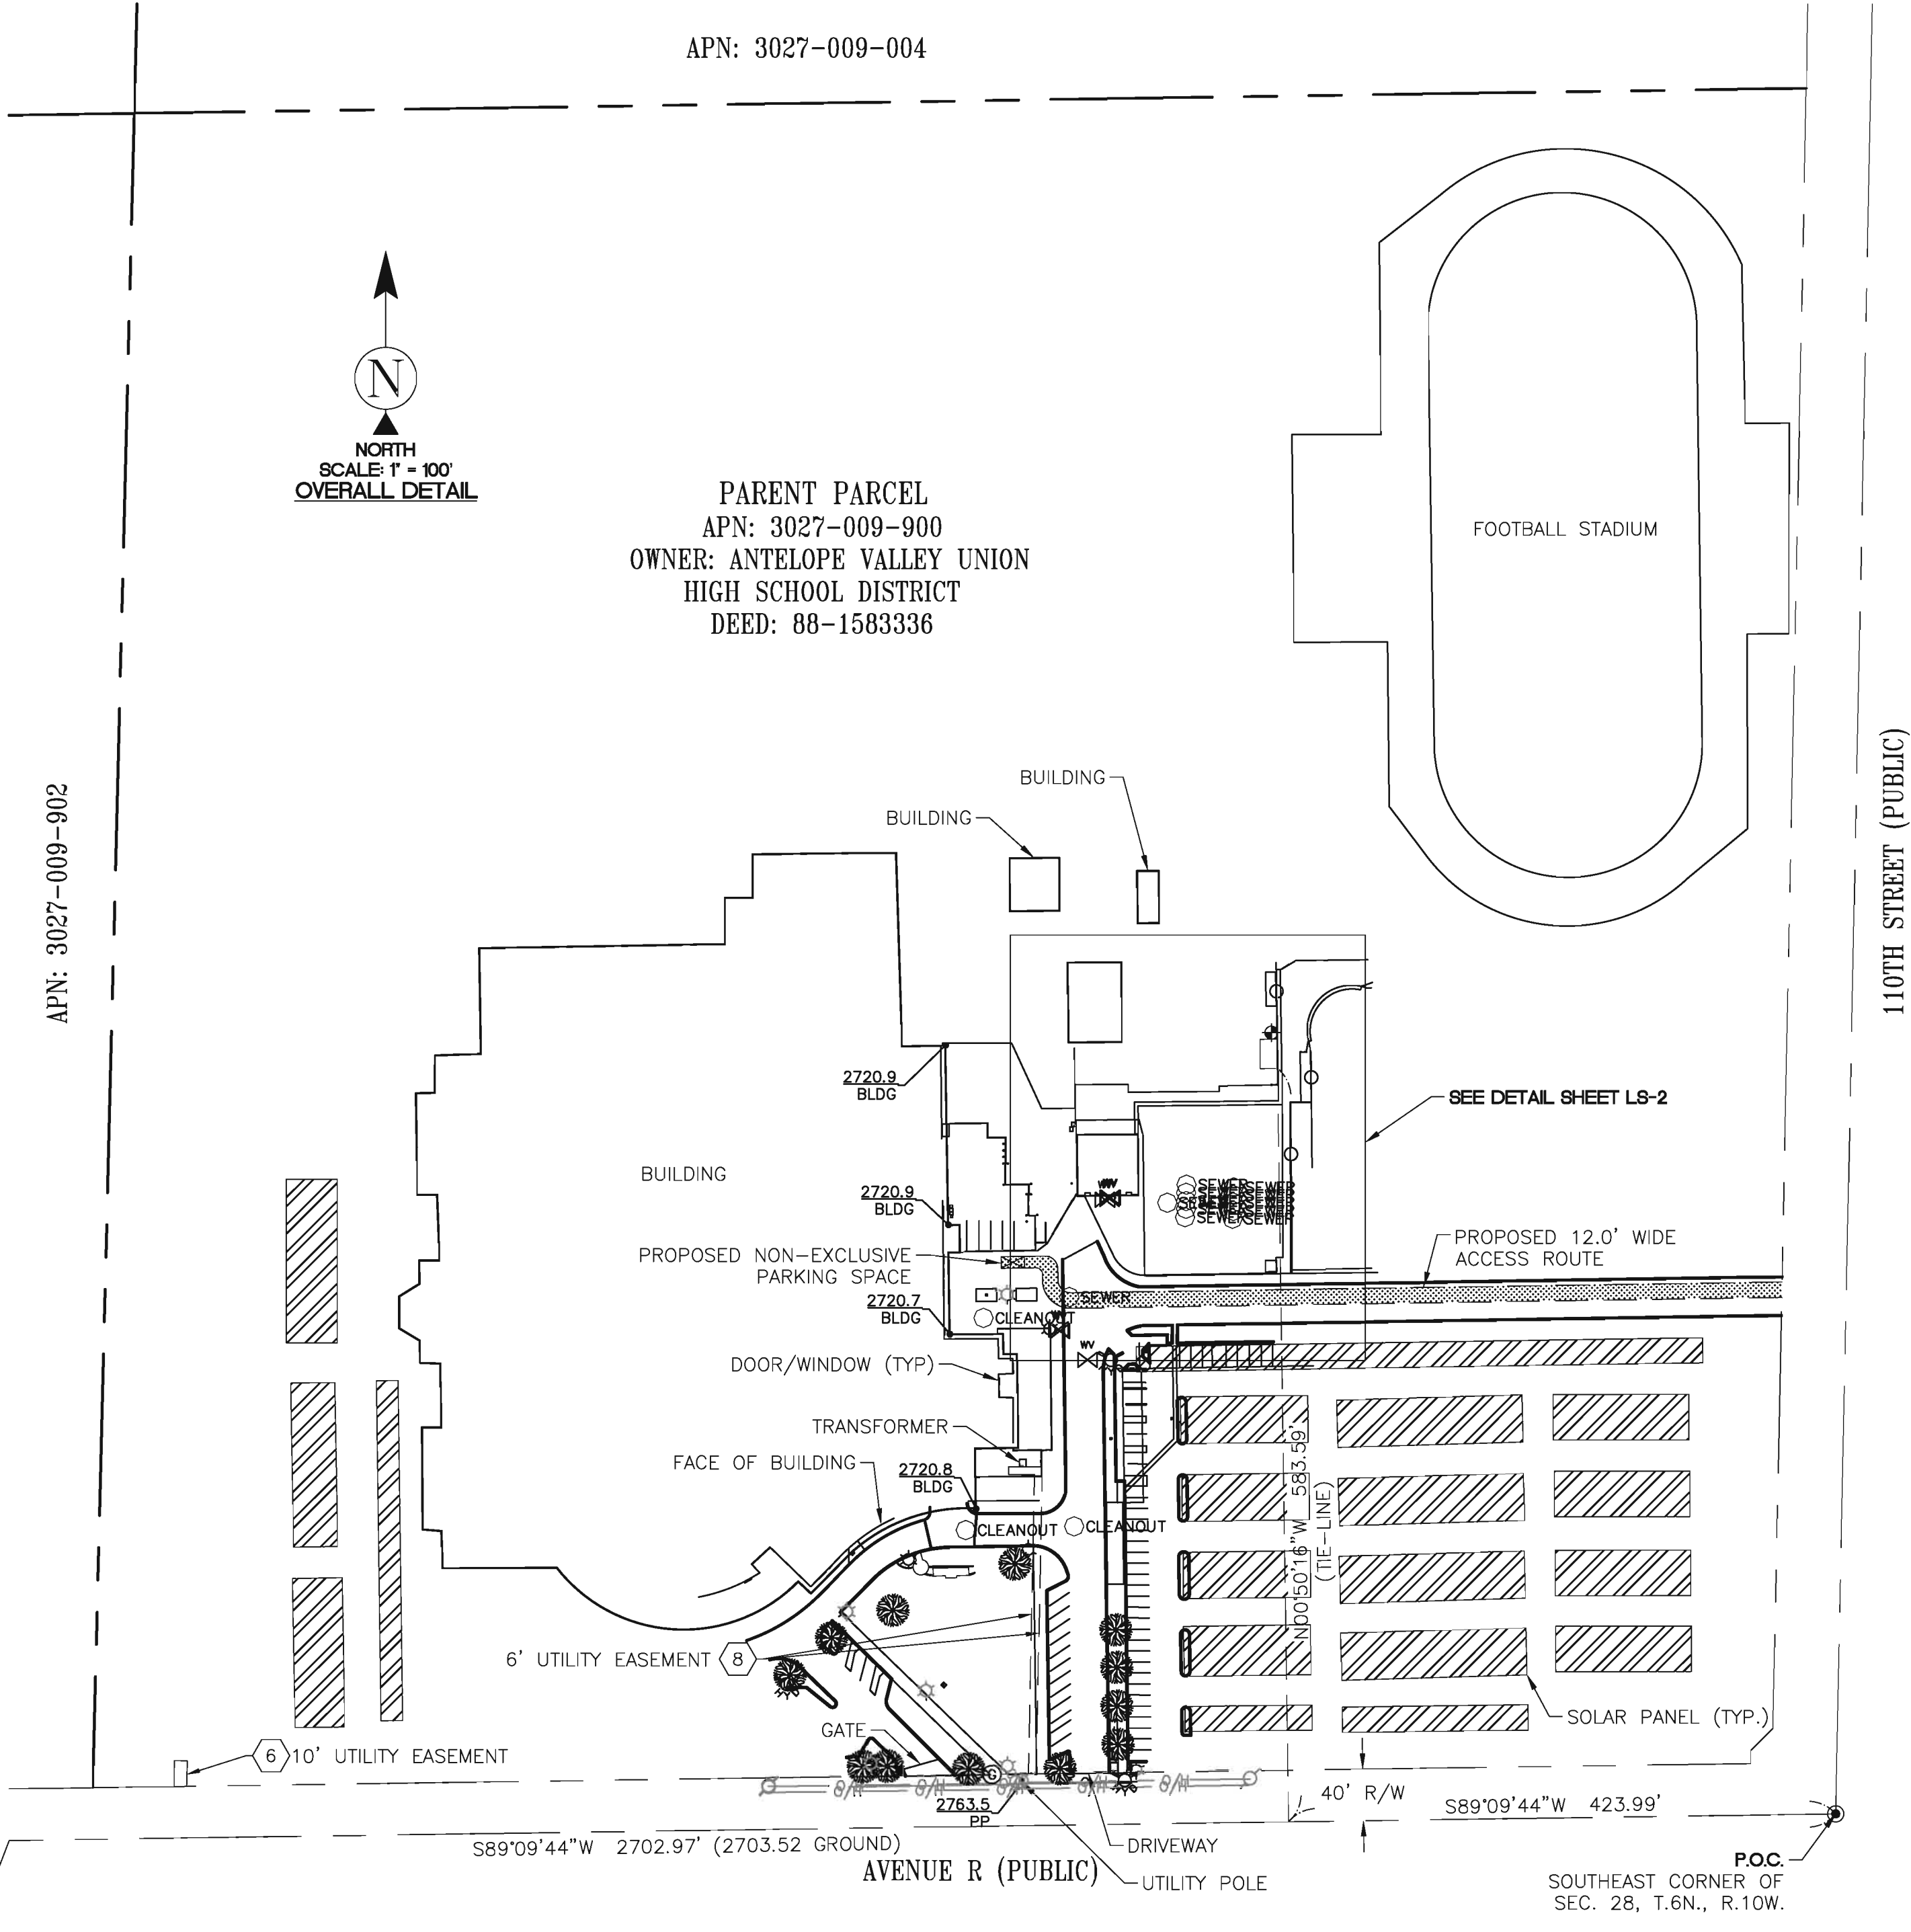 APN: 3027-009-004
N
NORTH
SCALE: 1" = 100'
OVERALL DETAIL
PARENT PARCEL
APN: 3027-009-900
OWNER: ANTELOPE VALLEY UNION
HIGH SCHOOL DISTRICT
DEED: 88-1583336
FOOTBALL STADIUM
APN: 3027-009-902
110TH STREET (PUBLIC)
BUILDING
BUILDING
2720.9
BLDG
SEE DETAIL SHEET LS-2
BUILDING
2720.9
BLDG
SEWER
SEWER
SEWER
SEWER
PROPOSED NON-EXCLUSIVE
PARKING SPACE
PROPOSED 12.0' WIDE
ACCESS ROUTE
SEWER
2720.7
BLDG
CLEANOUT
WV
DOOR/WINDOW (TYP)
TRANSFORMER
FACE OF BUILDING
2720.8
BLDG
CLEANOUT
CLEANOUT
N00°50'16"W 583.59'
(TIE-LINE)
6' UTILITY EASEMENT 8
GATE
SOLAR PANEL (TYP.)
6 10' UTILITY EASEMENT
O/H O/H O/H O/H O/H
G
2763.5
PP
40' R/W
S89°09'44"W 423.99'
S89°09'44"W 2702.97' (2703.52 GROUND)
DRIVEWAY
AVENUE R (PUBLIC)
UTILITY POLE
P.O.C.
SOUTHEAST CORNER OF
SEC. 28, T.6N., R.10W.